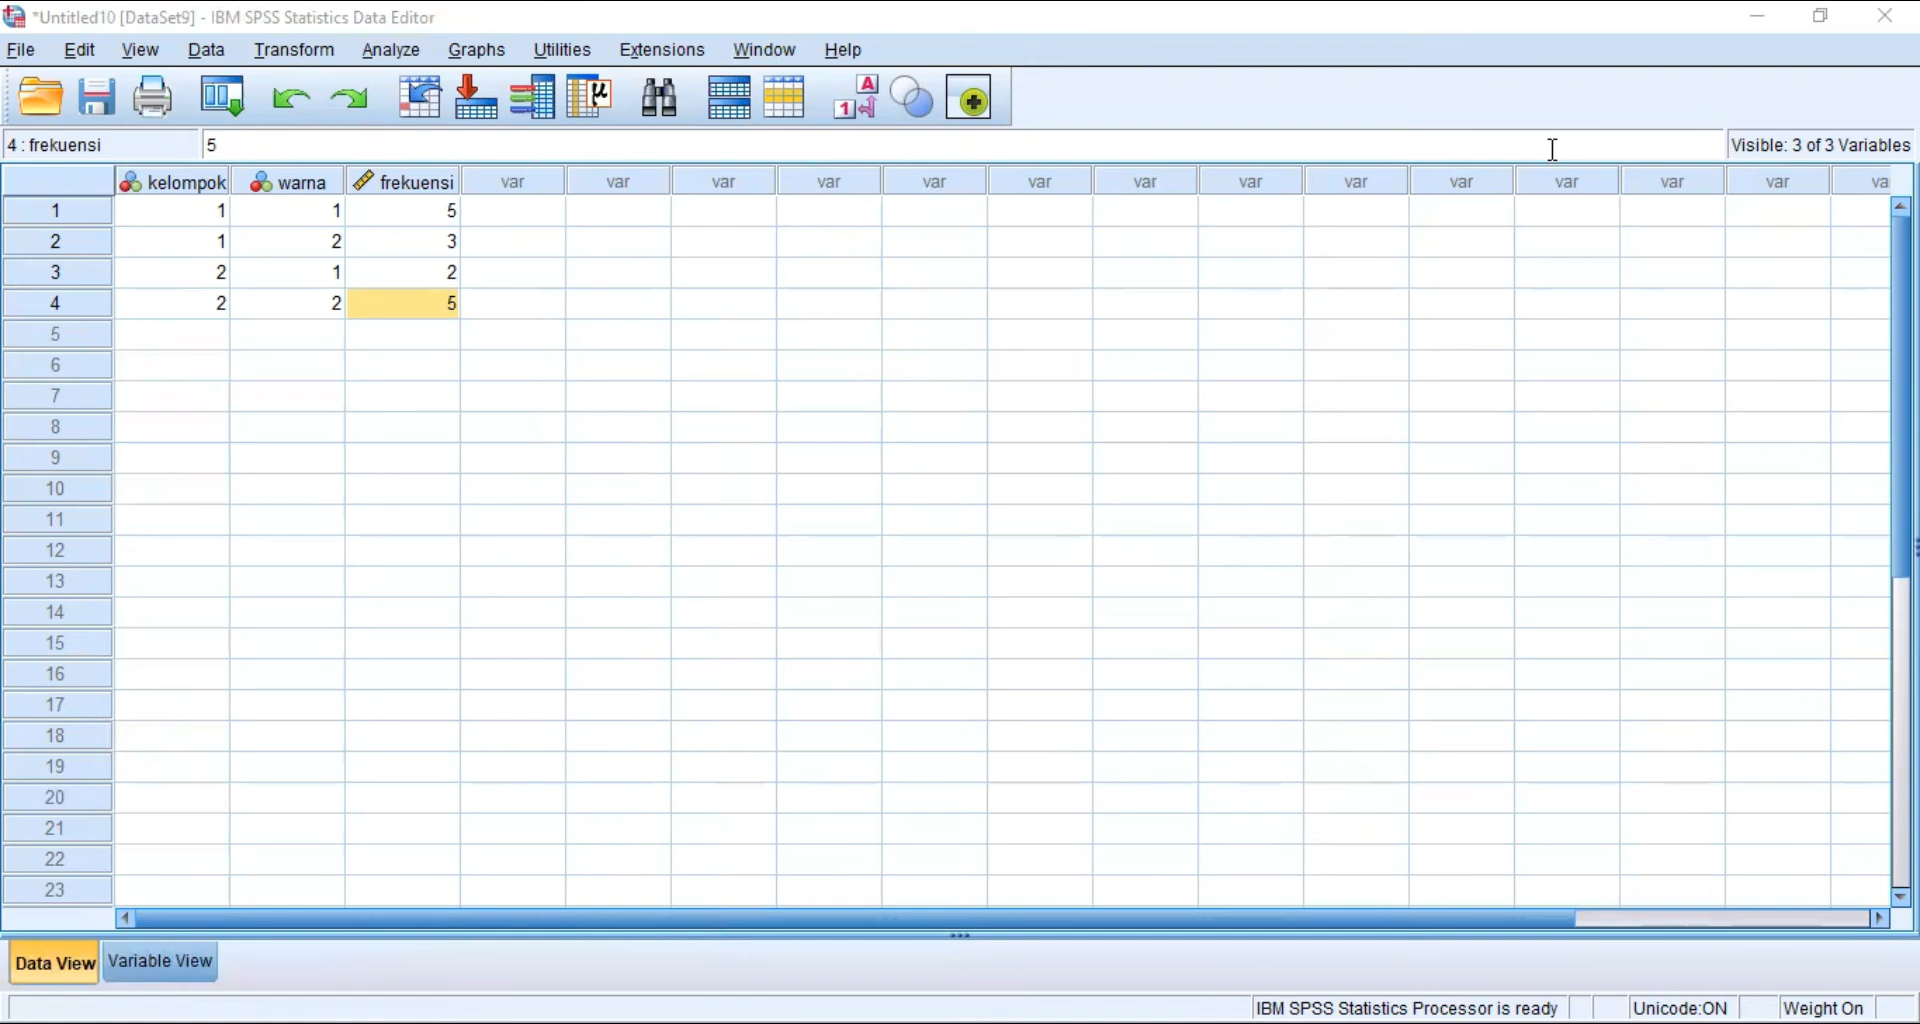 *Untitled10 [DataSet9] - IBM SPSS Statistics Data Editor
File Edit View Data Transform Analyze Graphs Utilities Extensions Window Help
A
µ
1
4 : frekuensi 5 Visible: 3 of 3 Variables
kelompok warna frekuensi var var var var var var var var var var var var var va
1 1 1 5
2 1 2 3
3 2 1 2
4 2 2 5
5
6
7
8
9
10
11
12
13
14
15
16
17
18
19
20
21
22
23
Data View Variable View
IBM SPSS Statistics Processor is ready Unicode:ON Weight On